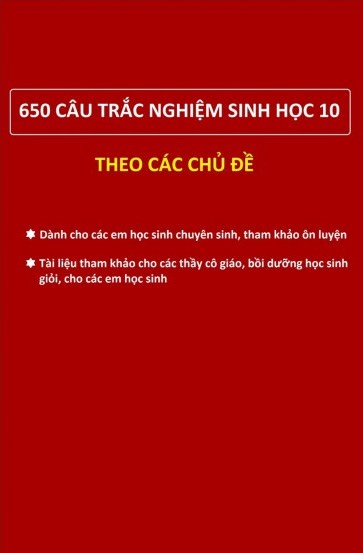 650 CÂU TRẮC NGHIỆM SINH HỌC 10
THEO CÁC CHỦ ĐỀ
Dành cho các em học sinh chuyên sinh, tham khảo ôn luyện
Tài liệu tham khảo cho các thầy cô giáo, bồi dưỡng học sinh
giỏi, cho các em học sinh